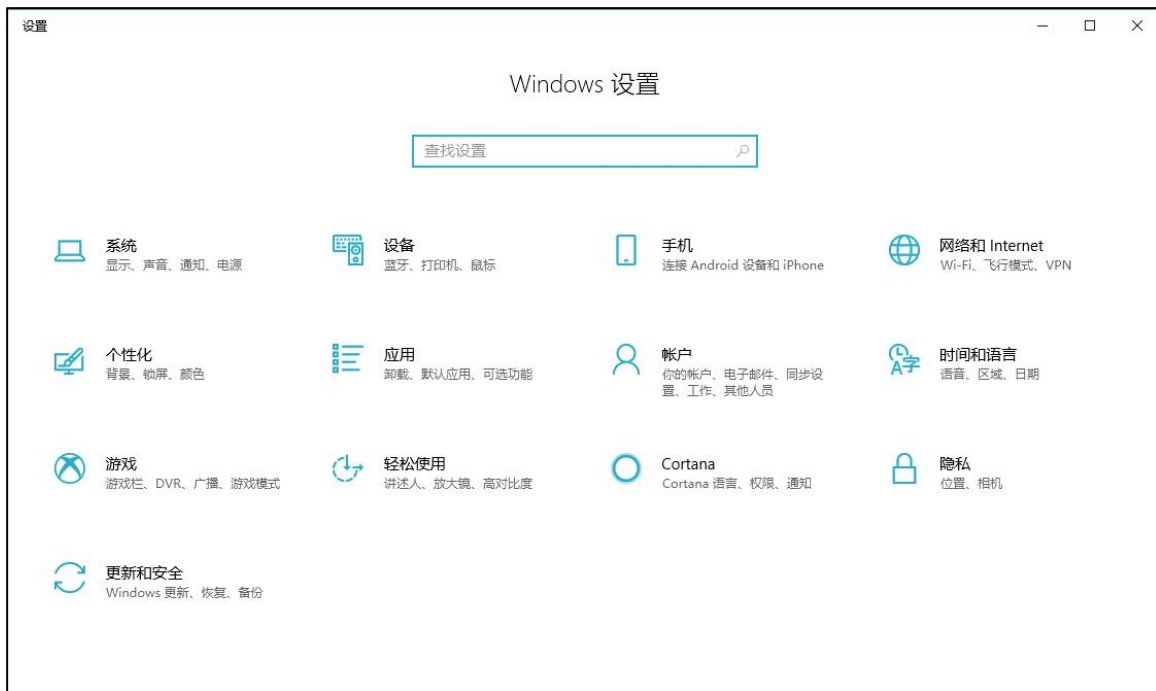 设置
Windows 设置
查找设置
系统
显示、声音、通知、电源
设备
蓝牙、打印机、鼠标
手机
连接 Android 设备和 iPhone
网络和 Internet
Wi-Fi、飞行模式、VPN
个性化
背景、锁屏、颜色
应用
卸载、默认应用、可选功能
帐户
你的帐户、电子邮件、同步设
置、工作、其他人员
时间和语言
语音、区域、日期
游戏
游戏栏、DVR、广播、游戏模式
轻松使用
讲述人、放大镜、高对比度
Cortana
Cortana 语言、权限、通知
隐私
位置、相机
更新和安全
Windows 更新、恢复、备份